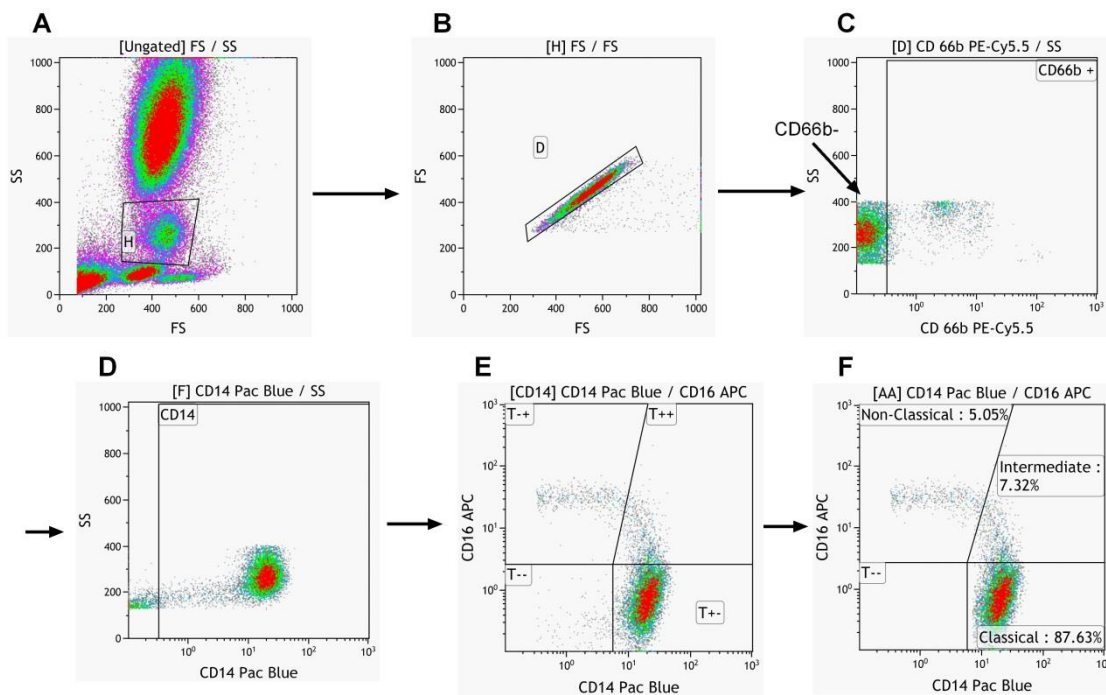 A
[Ungated] FS / SS
1000
800
600
400
200
0
SS
H
0
200
400
600
800
1000
FS
B
[H] FS / FS
1000
800
600
400
200
0
FS
D
0
200
400
600
800
1000
FS
C
[D] CD 66b PE-Cy5.5 / SS
CD66b +
CD66b-
1000
800
600
400
200
0
SS
10^0
10^1
10^2
10^3
CD 66b PE-Cy5.5
D
[F] CD14 Pac Blue / SS
CD14
1000
800
600
400
200
0
SS
10^0
10^1
10^2
10^3
CD14 Pac Blue
E
[CD14] CD14 Pac Blue / CD16 APC
T-+
T++
T--
T+-
10^3
10^2
10^1
10^0
CD16 APC
10^0
10^1
10^2
10^3
CD14 Pac Blue
F
[AA] CD14 Pac Blue / CD16 APC
Non-Classical : 5.05%
Intermediate :
7.32%
T--
Classical : 87.63%
10^3
10^2
10^1
10^0
CD16 APC
10^0
10^1
10^2
10^3
CD14 Pac Blue